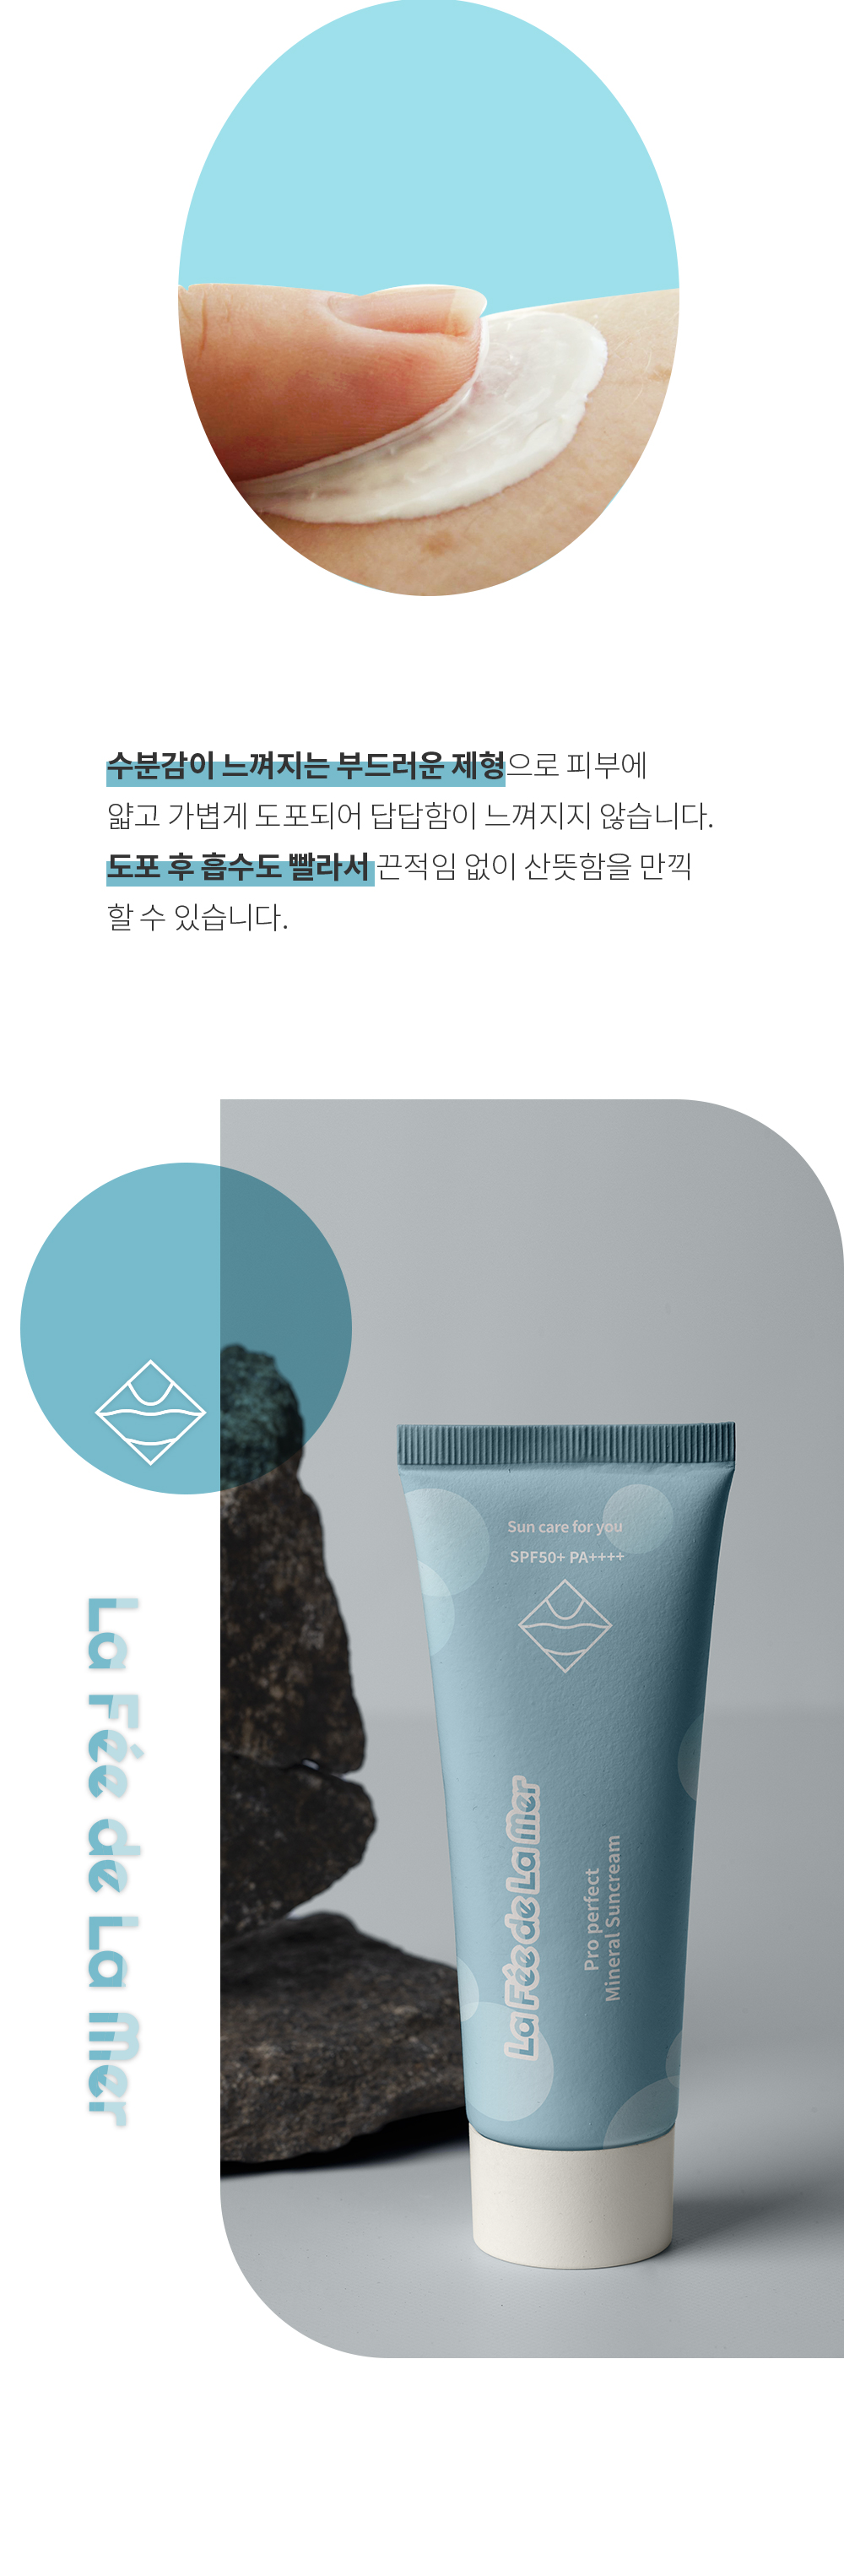 수분감이 느껴지는 부드러운 제형으로 피부에
얇고 가볍게 도포되어 답답함이 느껴지지 않습니다.
도포 후 흡수도 빨라서 끈적임 없이 산뜻함을 만끽
할 수 있습니다.
La Fée de La mer
Sun care for you
SPF50+ PA++++
La Fée de La mer
Pro perfect
Mineral Suncream